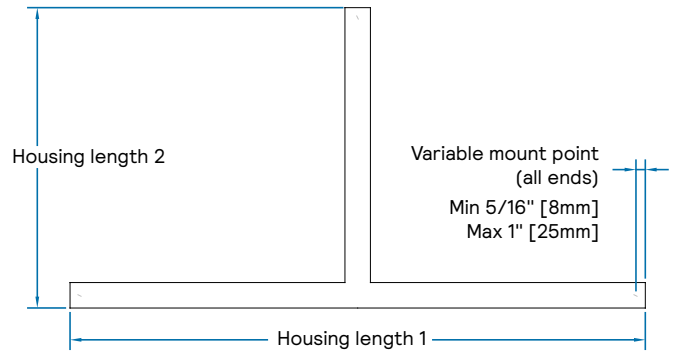 Housing length 2
Variable mount point
(all ends)
Min 5/16" [8mm]
Max 1" [25mm]
Housing length 1